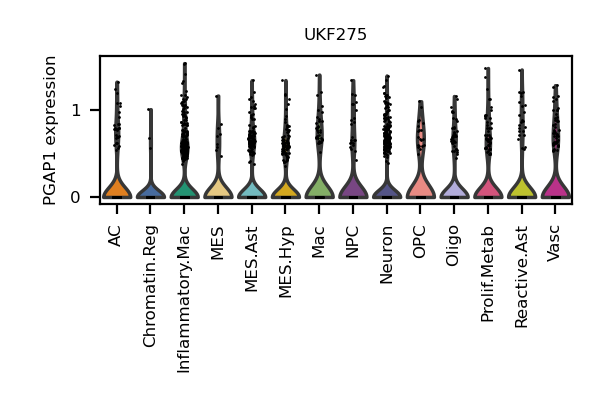 UKF275
PGAP1 expression
1
0
AC
Chromatin.Reg
Inflammatory.Mac
MES
MES.Ast
MES.Hyp
Mac
NPC
Neuron
OPC
Oligo
Prolif.Metab
Reactive.Ast
Vasc